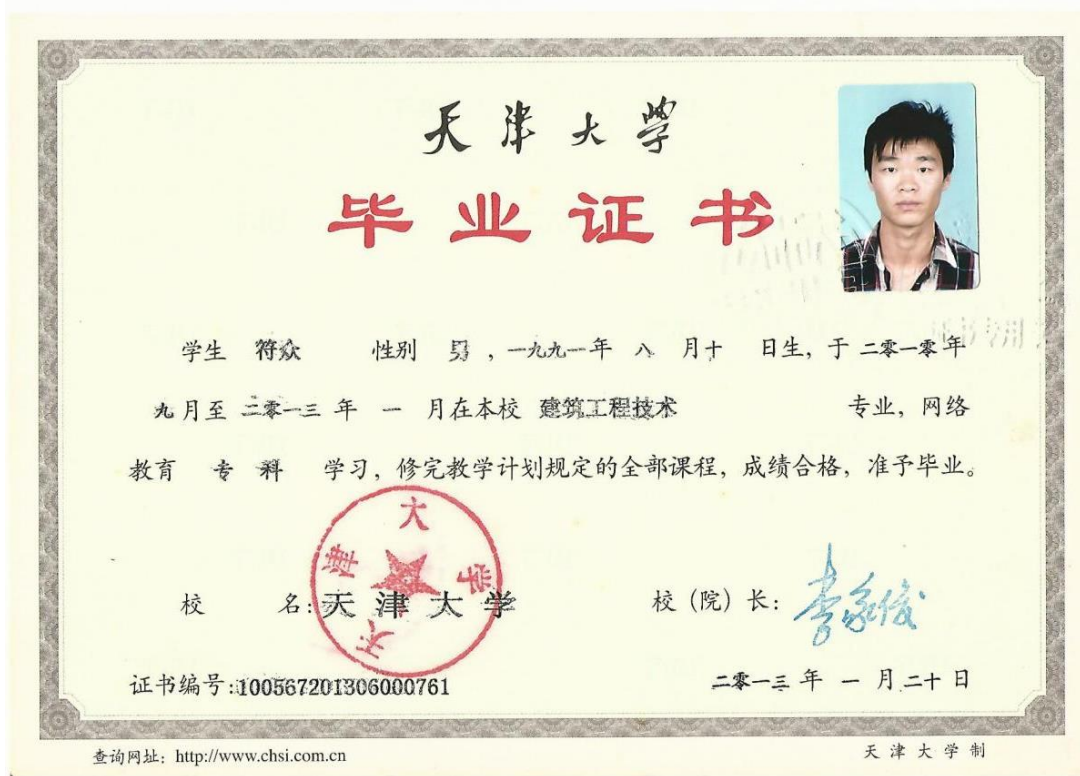 天津大学
毕业证书
学生 符众 性别 男，一九九一年 八 月十 日生，于二零一零年
九月至二零一三年 一 月在本校 建筑工程技术 专业，网络
教育 专科 学习，修完教学计划规定的全部课程，成绩合格，准予毕业。
天津大学
校 名：天津大学
校（院）长：李家俊
证书编号：100567201306000761
二零一三年 一 月二十日
查询网址：http://www.chsi.com.cn
天津大学制